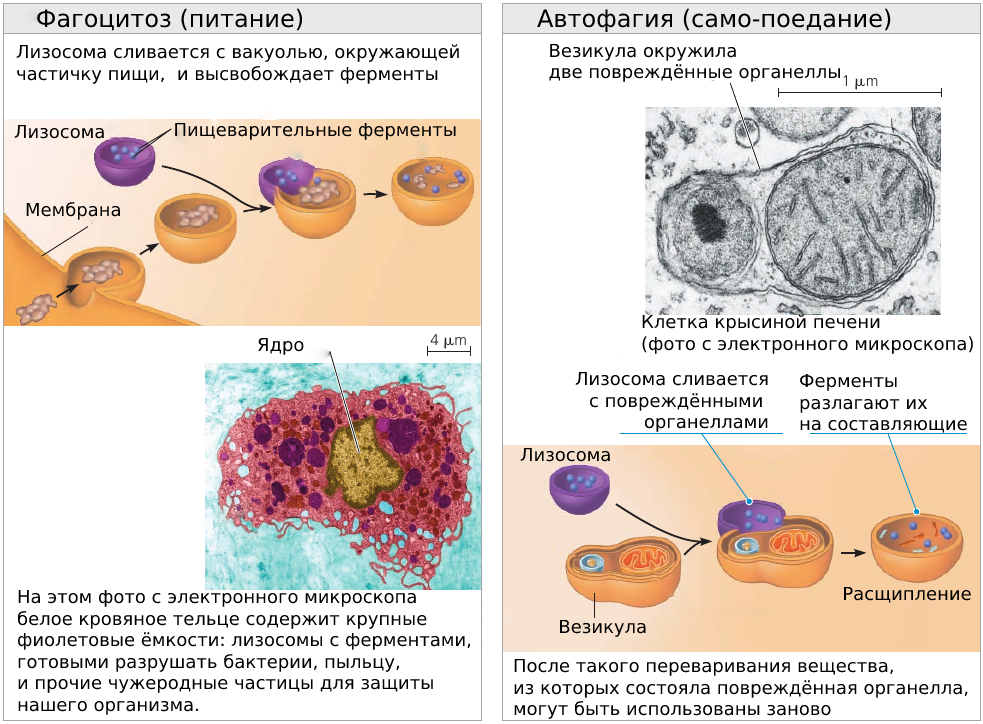 Фагоцитоз (питание)
Лизосома сливается с вакуолью, окружающей
частичку пищи, и высвобождает ферменты
Лизосома
Пищеварительные ферменты
Мембрана
Ядро
4 µm
На этом фото с электронного микроскопа
белое кровяное тельце содержит крупные
фиолетовые ёмкости: лизосомы с ферментами,
готовыми разрушать бактерии, пыльцу,
и прочие чужеродные частицы для защиты
нашего организма.
Автофагия (само-поедание)
Везикула окружила
две повреждённые органеллы
1 µm
Клетка крысиной печени
(фото с электронного микроскопа)
Лизосома сливается
с повреждёнными
органеллами
Ферменты
разлагают их
на составляющие
Лизосома
Везикула
Расщипление
После такого переваривания вещества,
из которых состояла повреждённая органелла,
могут быть использованы заново